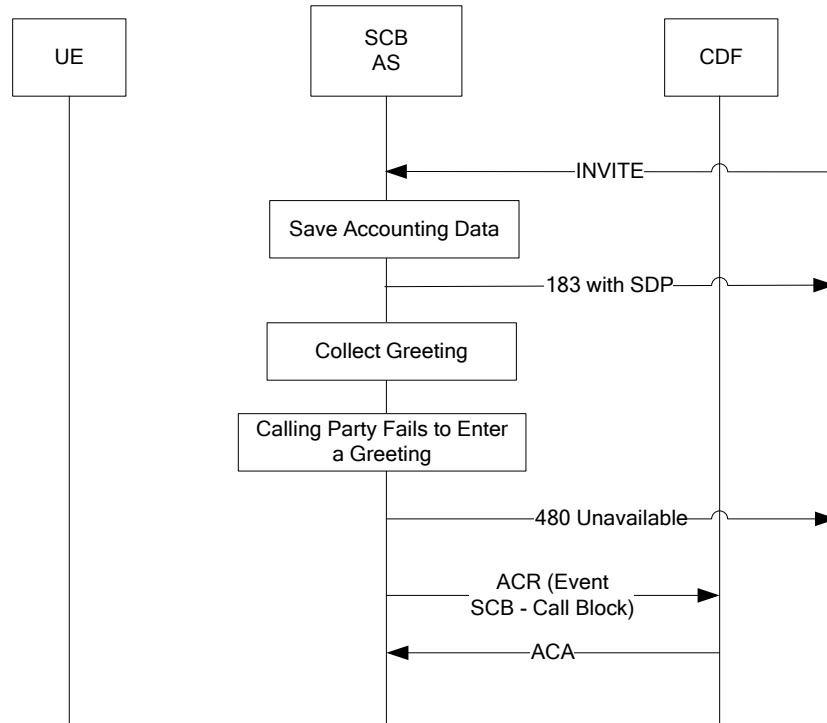 UE
SCB
AS
CDF
INVITE
Save Accounting Data
183 with SDP
Collect Greeting
Calling Party Fails to Enter
a Greeting
480 Unavailable
ACR (Event
SCB - Call Block)
ACA